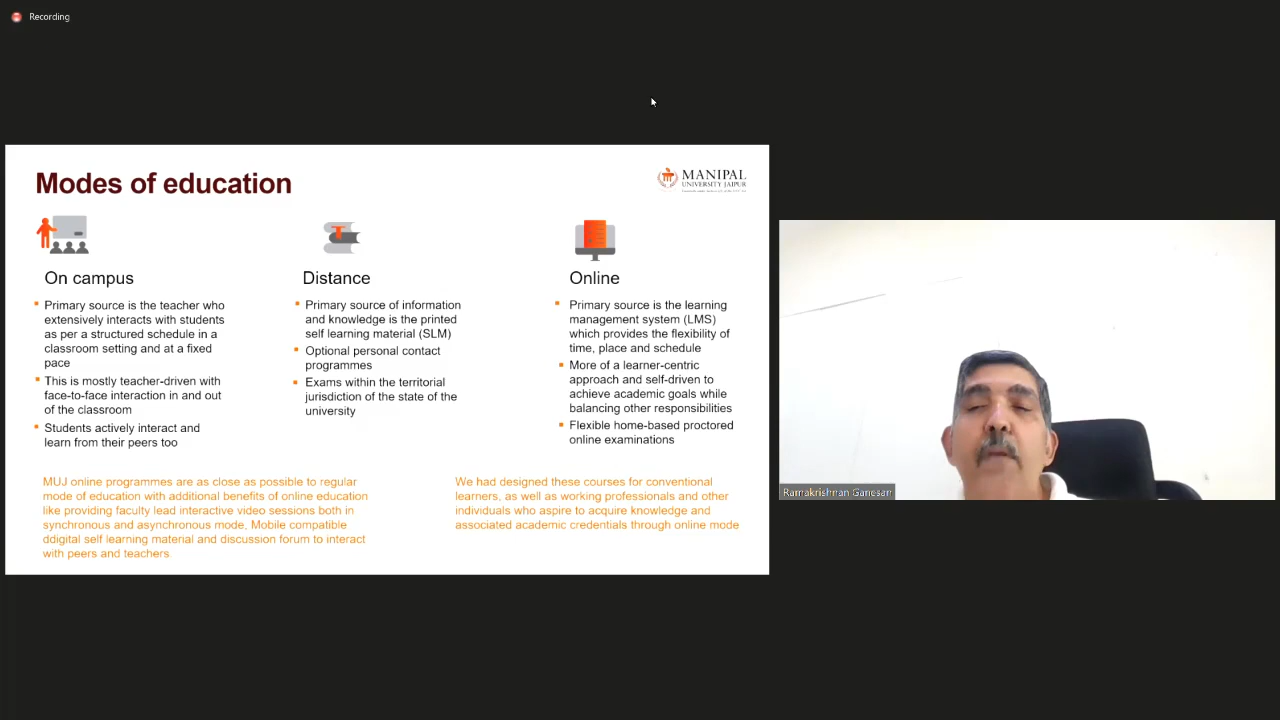 Recording
Modes of education
MANIPAL
UNIVERSITY JAIPUR
On campus
Primary source is the teacher who
extensively interacts with students
as per a structured schedule in a
classroom setting and at a fixed
pace
This is mostly teacher-driven with
face-to-face interaction in and out
of the classroom
Students actively interact and
learn from their peers too
Distance
Primary source of information
and knowledge is the printed
self learning material (SLM)
Optional personal contact
programmes
Exams within the territorial
jurisdiction of the state of the
university
Online
Primary source is the learning
management system (LMS)
which provides the flexibility of
time, place and schedule
More of a learner-centric
approach and self-driven to
achieve academic goals while
balancing other responsibilities
Flexible home-based proctored
online examinations
MUJ online programmes are as close as possible to regular
mode of education with additional benefits of online education
like providing faculty lead interactive video sessions both in
synchronous and asynchronous mode, Mobile compatible
ddigital self learning material and discussion forum to interact
with peers and teachers
We had designed these courses for conventional
learners, as well as working professionals and other
individuals who aspire to acquire knowledge and
associated academic credentials through online mode
Ramakrishnan Ganesan